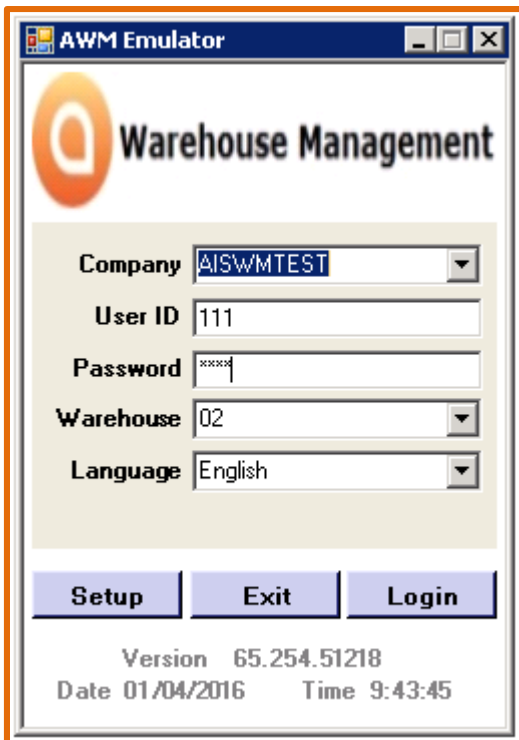 AWM Emulator
Warehouse Management
Company AISWMTEST
User ID 111
Password ****
Warehouse 02
Language English
Setup Exit Login
Version 65.254.51218
Date 01/04/2016 Time 9:43:45